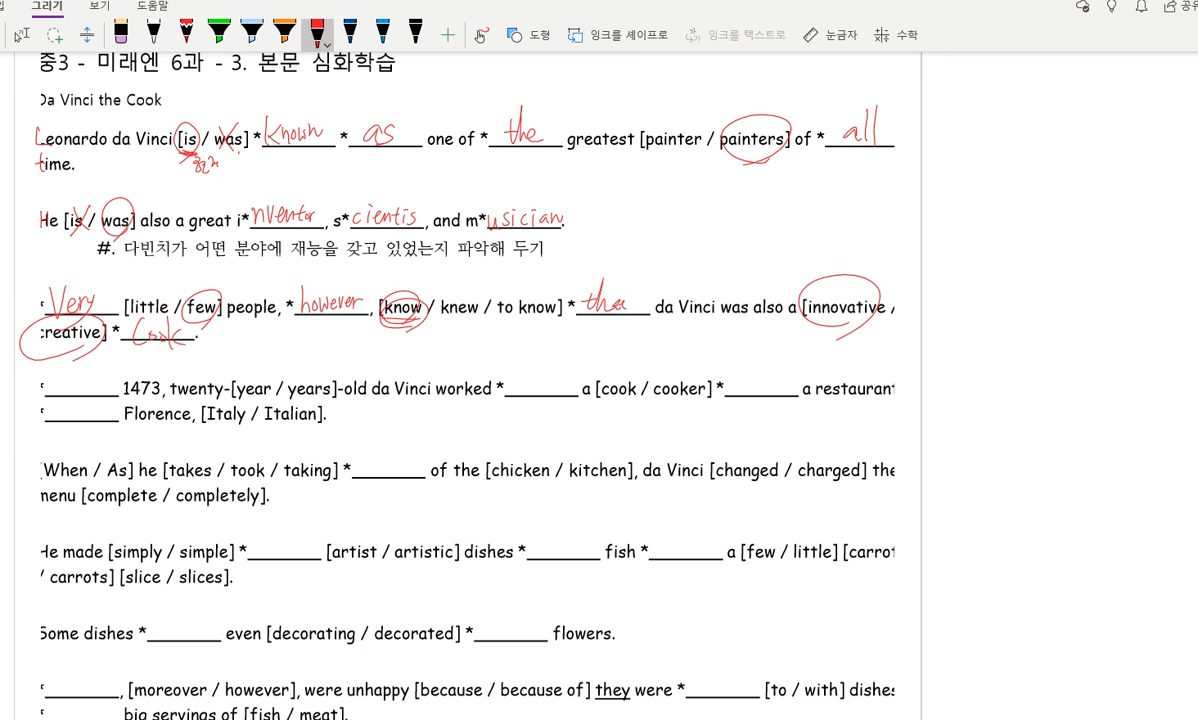 그리기 보기 도움말
도형 잉크를 셰이프로 잉크를 텍스트로 눈금자 수학
중3 - 미래엔 6과 - 3. 본문 심화학습
Da Vinci the Cook
Leonardo da Vinci [is / was] *known *as one of *the greatest [painter / painters] of *all
time.
He [is / was] also a great i*nventor, s*cientis, and m*usician.
#. 다빈치가 어떤 분야에 재능을 갖고 있었는지 파악해 두기
*Very [little / few] people, *however, [know / knew / to know] * da Vinci was also a [innovative /
creative] *Cook.
*________ 1473, twenty-[year / years]-old da Vinci worked *________ a [cook / cooker] *________ a restaurant
*________ Florence, [Italy / Italian].
[When / As] he [takes / took / taking] *________ of the [chicken / kitchen], da Vinci [changed / charged] the
menu [complete / completely].
He made [simply / simple] *________ [artist / artistic] dishes *________ fish *________ a [few / little] [carrot
/ carrots] [slice / slices].
Some dishes *________ even [decorating / decorated] *________ flowers.
*________, [moreover / however], were unhappy [because / because of] they were *________ [to / with] dishes
*________ big servings of [fish / meat].